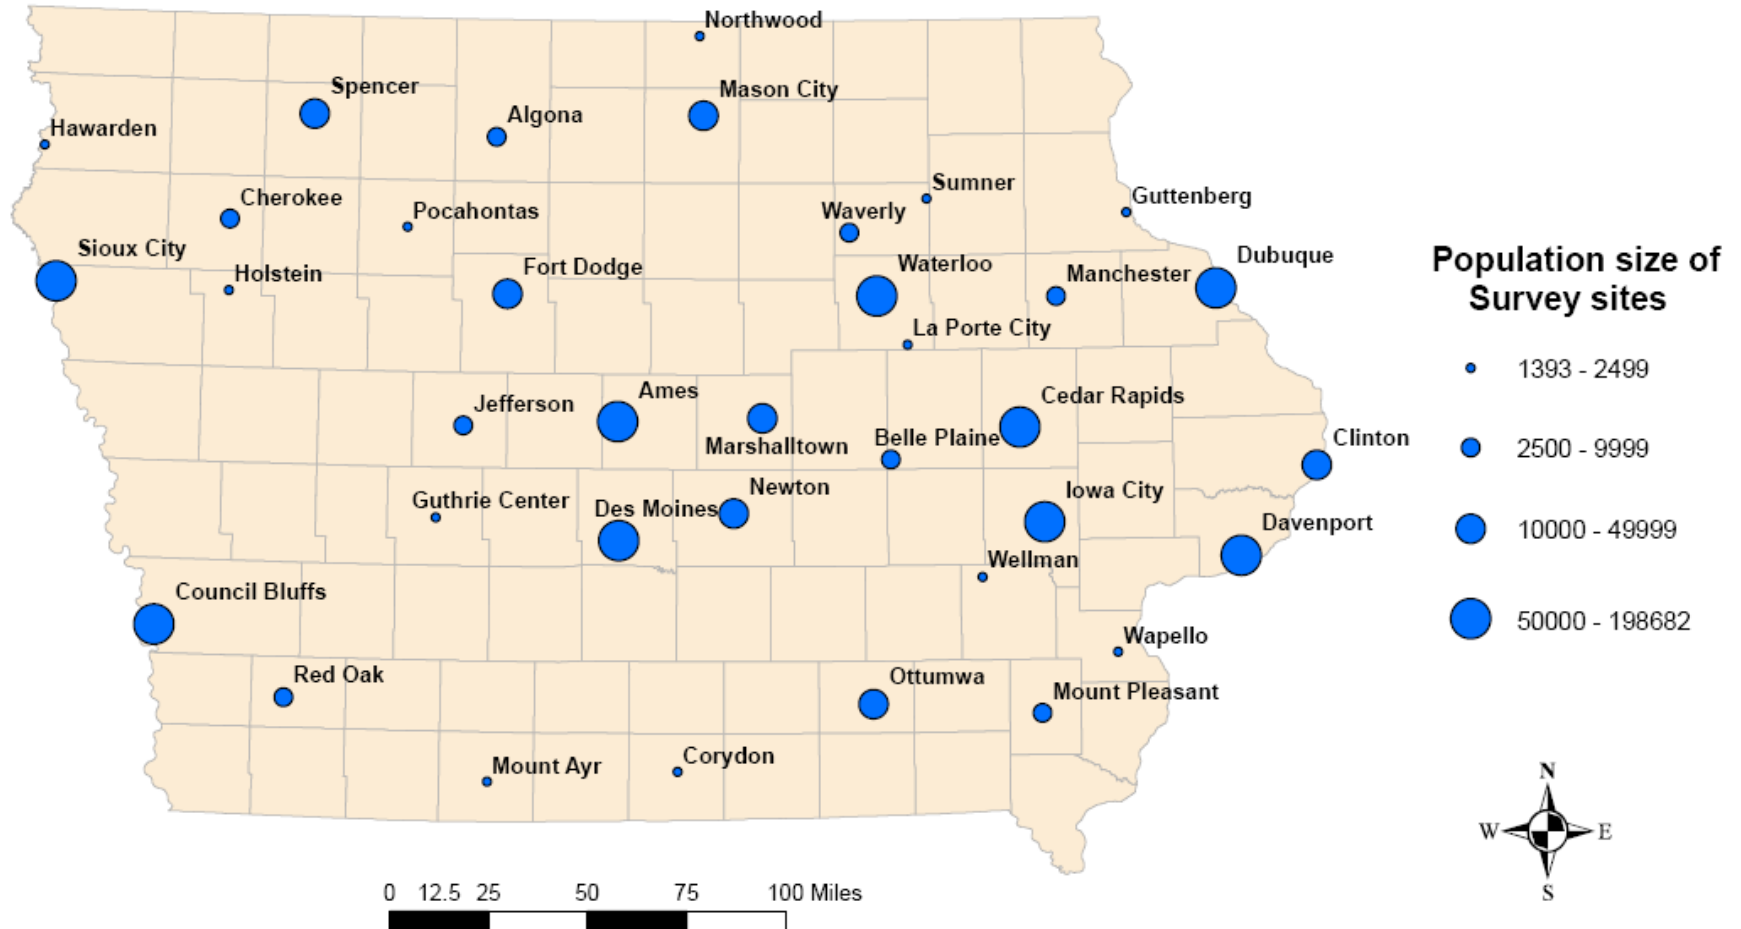 Northwood
Spencer
Mason City
Algona
Hawarden
Sumner
Cherokee
Guttenberg
Pocahontas
Waverly
Sioux City
Dubuque
Waterloo
Fort Dodge
Holstein
Manchester
La Porte City
Ames
Cedar Rapids
Jefferson
Clinton
Belle Plaine
Marshalltown
Newton
Iowa City
Guthrie Center
Des Moines
Davenport
Wellman
Council Bluffs
Wapello
Red Oak
Ottumwa
Mount Pleasant
Corydon
Mount Ayr
Population size of
Survey sites
1393 - 2499
2500 - 9999
10000 - 49999
50000 - 198682
N
W E
S
0 12.5 25 50 75 100 Miles